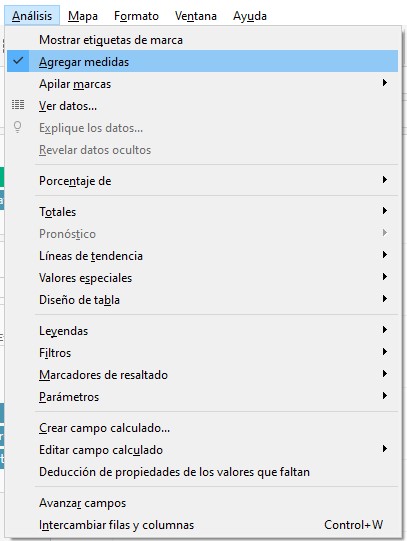 Análisis Mapa Formato Ventana Ayuda
Mostrar etiquetas de marca
Agregar medidas
Apilar marcas
Ver datos...
Explique los datos...
Revelar datos ocultos
Porcentaje de
Totales
Pronóstico
Líneas de tendencia
Valores especiales
Diseño de tabla
Leyendas
Filtros
Marcadores de resaltado
Parámetros
Crear campo calculado...
Editar campo calculado
Deducción de propiedades de los valores que faltan
Avanzar campos
Intercambiar filas y columnas Control+W